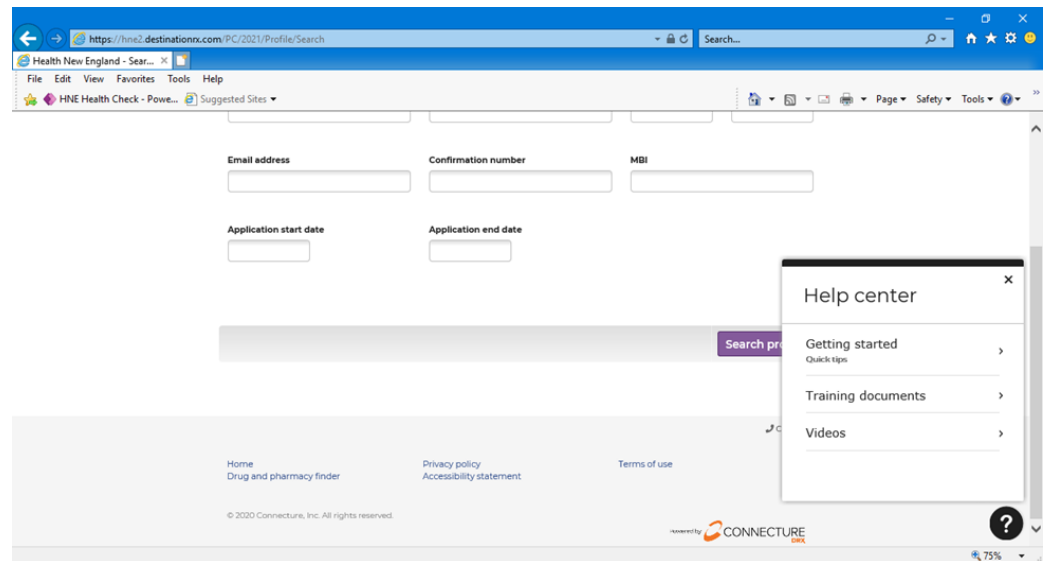 https://hne2.destinationrx.com/PC/2021/Profile/Search
Search...
Health New England - Sear...
File Edit View Favorites Tools Help
HNE Health Check - Powe... Suggested Sites
Page Safety Tools
Email address Confirmation number MBI
Application start date Application end date
Help center
Search pr
Getting started
Quick tips
Training documents
Videos
Home Privacy policy Terms of use
Drug and pharmacy finder Accessibility statement
© 2020 Connecture, Inc. All rights reserved.
Powered by CONNECTURE
DRX
?
75%